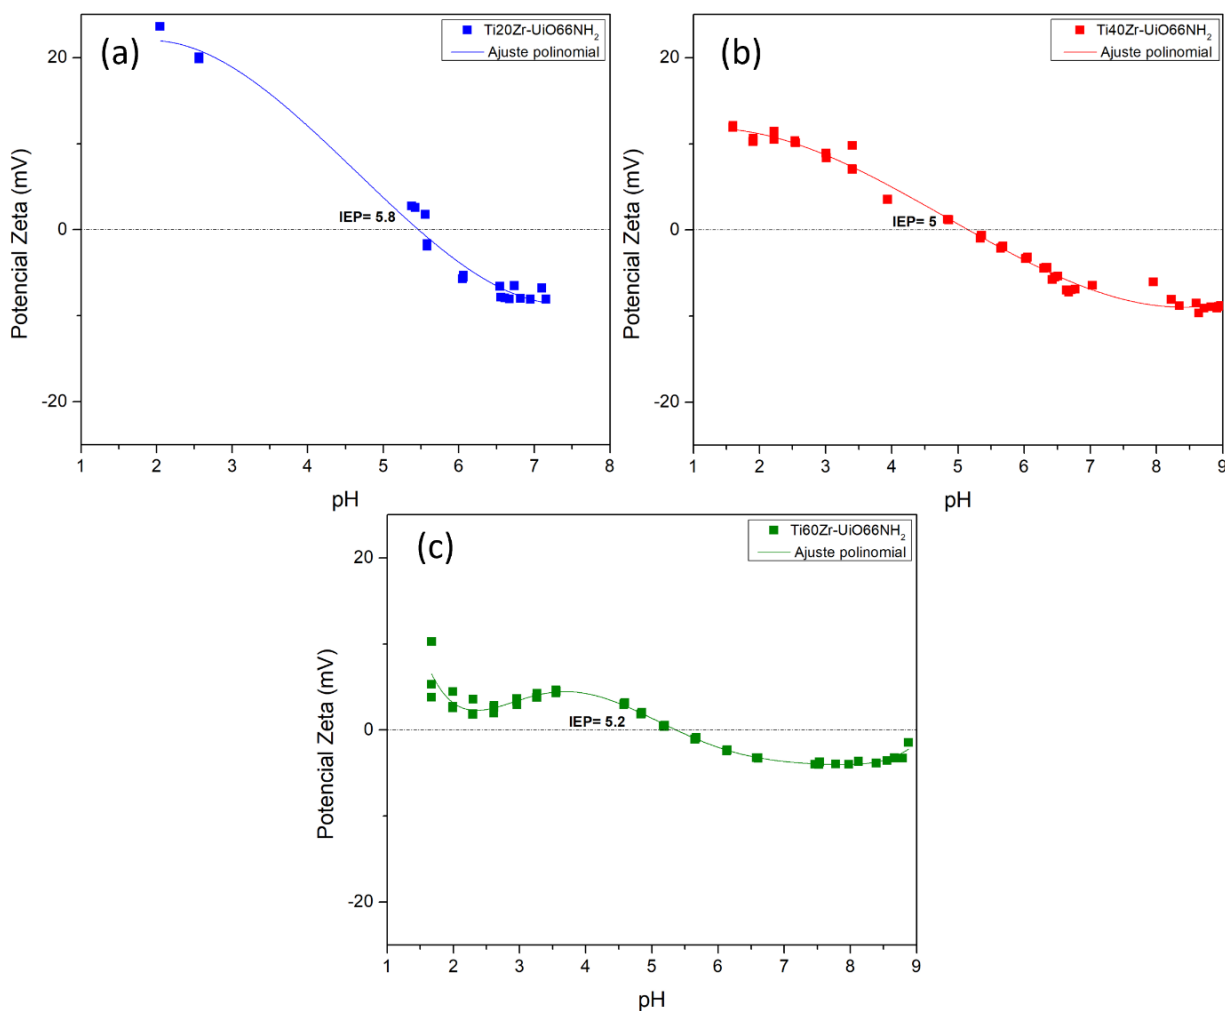 (a)
Ti20Zr-UiO66NH2
Ajuste polinomial
20
0
-20
Potencial Zeta (mV)
IEP= 5.8
1 2 3 4 5 6 7 8
pH
(b)
Ti40Zr-UiO66NH2
Ajuste polinomial
20
0
-20
Potencial Zeta (mV)
IEP= 5
1 2 3 4 5 6 7 8 9
pH
(c)
Ti60Zr-UiO66NH2
Ajuste polinomial
20
0
-20
Potencial Zeta (mV)
IEP= 5.2
1 2 3 4 5 6 7 8 9
pH